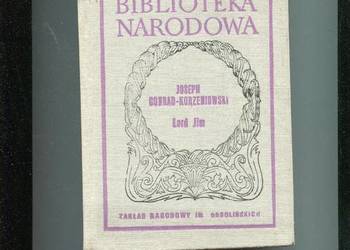 BIBLIOTEKA
NARODOWA
JOSEPH
CONRAD-KORZENIOWSKI
Lord Jim
ZAKŁAD NARODOWY IM. OSSOLIŃSKICH